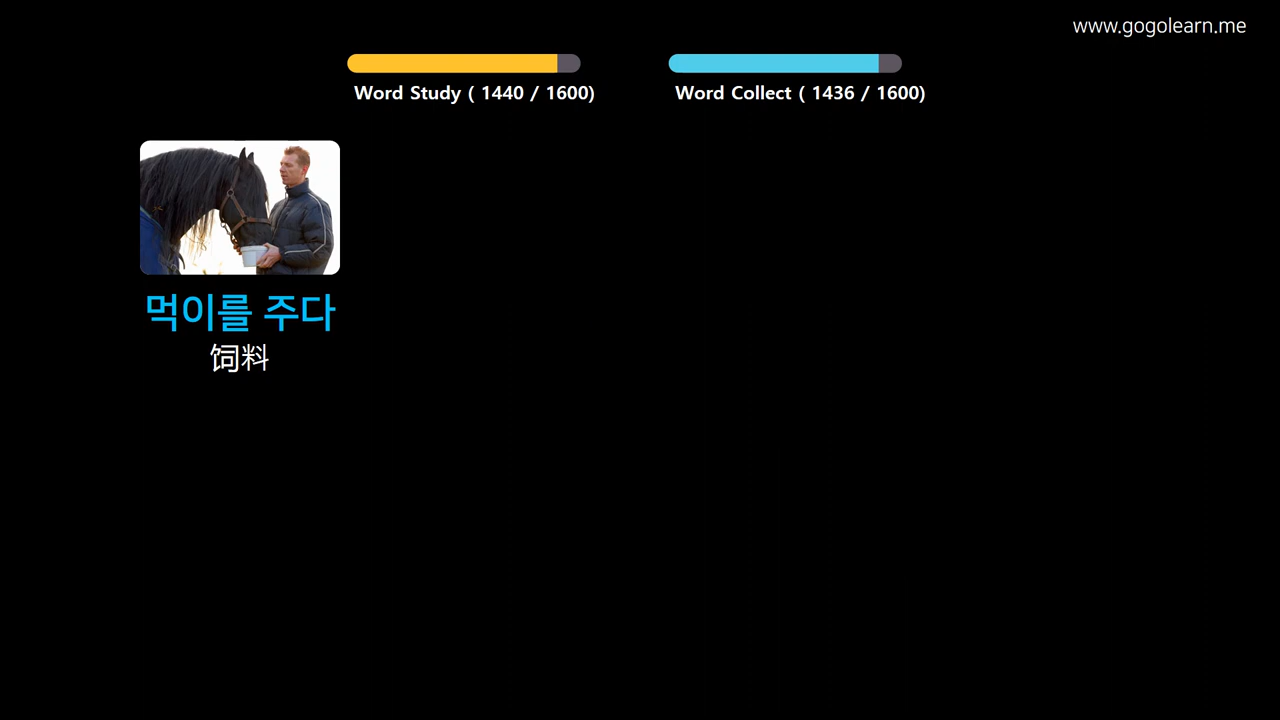 www.gogolearn.me
Word Study ( 1440 / 1600)
Word Collect ( 1436 / 1600)
먹이를 주다
饲料